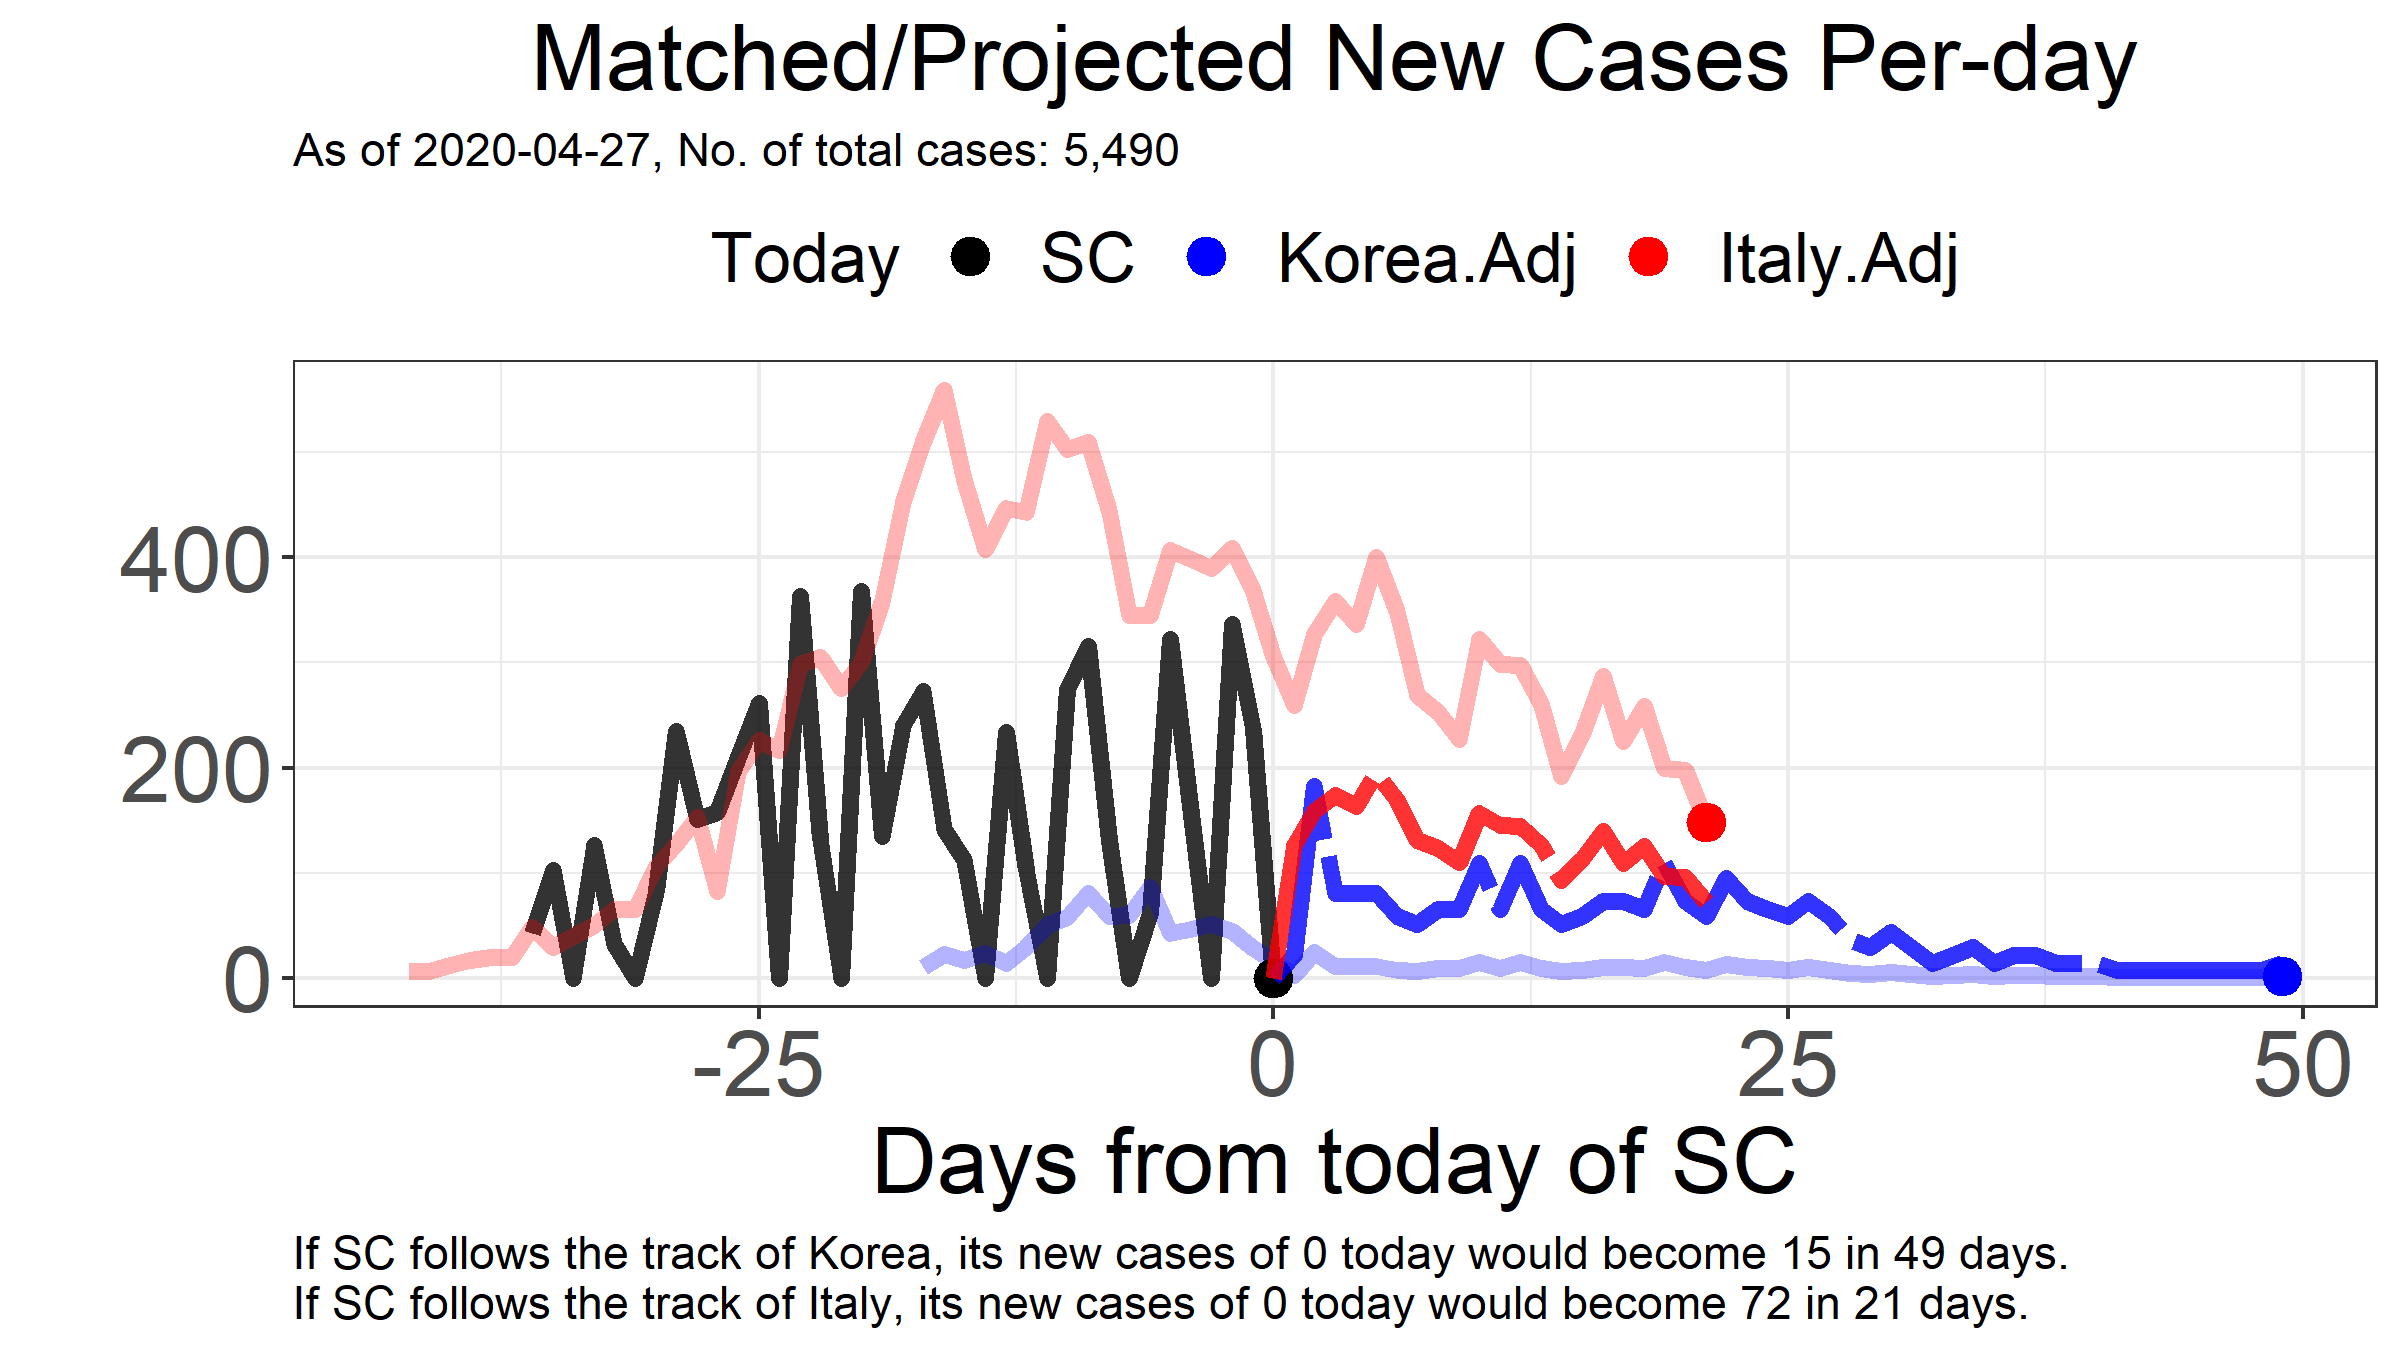 Matched/Projected New Cases Per-day
As of 2020-04-27, No. of total cases: 5,490
Today SC Korea.Adj Italy.Adj
400
200
0
-25 0 25 50
Days from today of SC
If SC follows the track of Korea, its new cases of 0 today would become 15 in 49 days.
If SC follows the track of Italy, its new cases of 0 today would become 72 in 21 days.